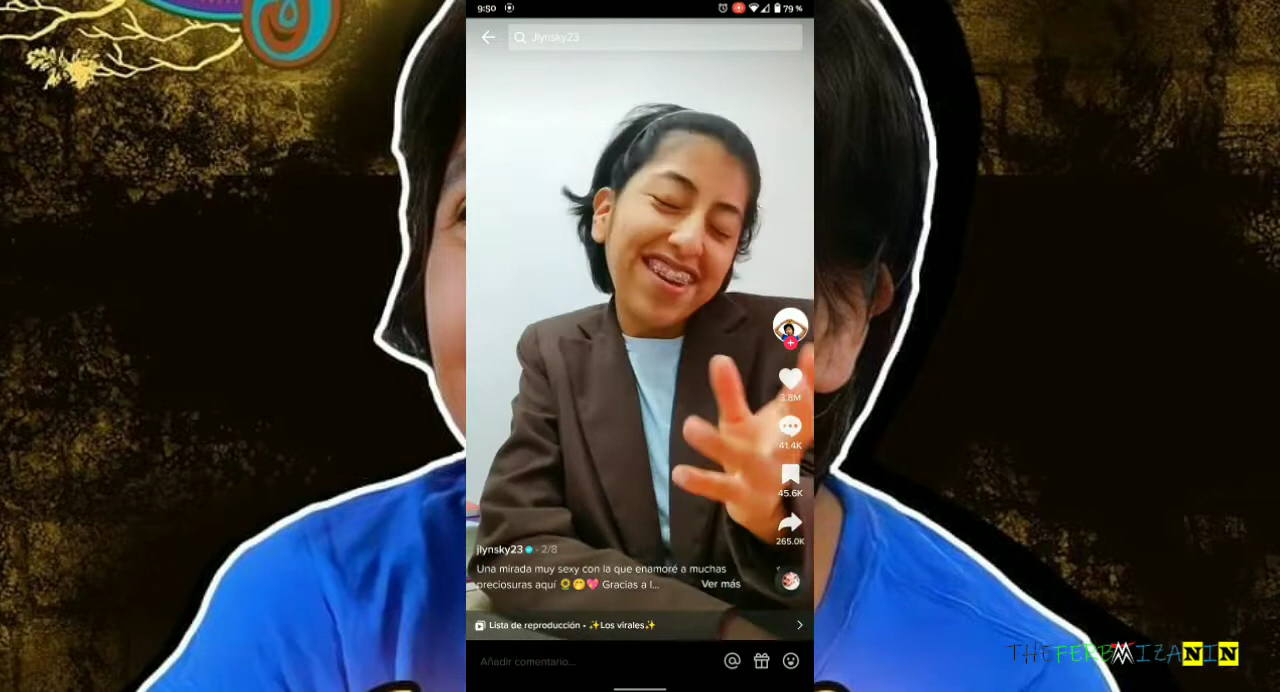 9:50
79 %
Jlynsky23
3.8M
41.4K
45.6K
265.0K
jlynsky23 · 2/8
Una mirada muy sexy con la que enamoré a muchas
preciosuras aquí 🌻🤭💖 Gracias a l... Ver más
Lista de reproducción • ✨Los virales✨
Añadir comentario...
THEFERBMIZANIN